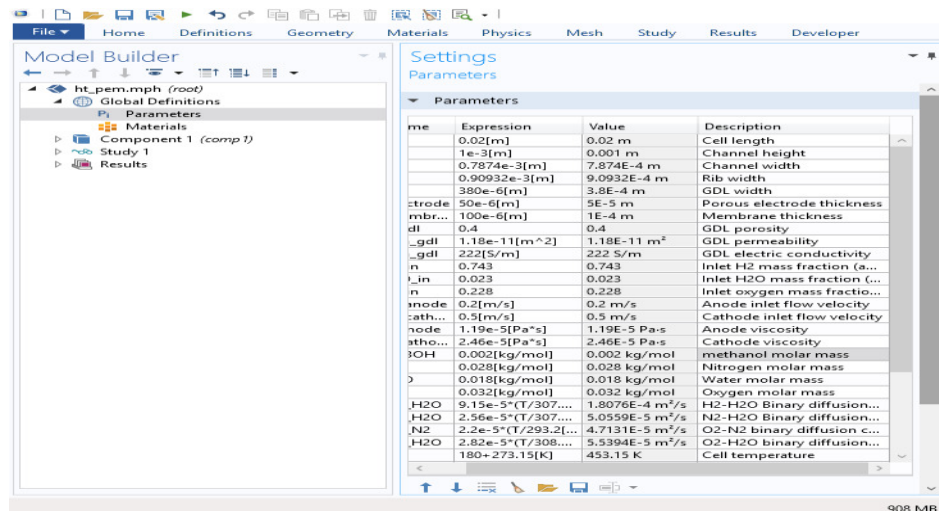 File Home Definitions Geometry Materials Physics Mesh Study Results Developer
Model Builder
ht_pem.mph (root)
Global Definitions
Pi Parameters
Materials
Component 1 (comp1)
Study 1
Results
Settings
Parameters
Parameters
me Expression Value Description
0.02[m] 0.02 m Cell length
1e-3[m] 0.001 m Channel height
0.7874e-3[m] 7.874E-4 m Channel width
0.90932e-3[m] 9.0932E-4 m Rib width
380e-6[m] 3.8E-4 m GDL width
ctrode 50e-6[m] 5E-5 m Porous electrode thickness
mbr... 100e-6[m] 1E-4 m Membrane thickness
dl 0.4 0.4 GDL porosity
_gdl 1.18e-11[m^2] 1.18E-11 m² GDL permeability
_gdl 222[S/m] 222 S/m GDL electric conductivity
n 0.743 0.743 Inlet H2 mass fraction (a...
_in 0.023 0.023 Inlet H2O mass fraction (...
n 0.228 0.228 Inlet oxygen mass fractio...
anode 0.2[m/s] 0.2 m/s Anode inlet flow velocity
cath... 0.5[m/s] 0.5 m/s Cathode inlet flow velocity
node 1.19e-5[Pa*s] 1.19E-5 Pa·s Anode viscosity
atho... 2.46e-5[Pa*s] 2.46E-5 Pa·s Cathode viscosity
3OH 0.002[kg/mol] 0.002 kg/mol methanol molar mass
0.028[kg/mol] 0.028 kg/mol Nitrogen molar mass
0.018[kg/mol] 0.018 kg/mol Water molar mass
0.032[kg/mol] 0.032 kg/mol Oxygen molar mass
_H2O 9.15e-5*(T/307.... 1.8076E-4 m²/s H2-H2O Binary diffusion...
_H2O 2.56e-5*(T/307.... 5.0559E-5 m²/s N2-H2O Binary diffusion...
_N2 2.2e-5*(T/293.2[... 4.7131E-5 m²/s O2-N2 binary diffusion c...
_H2O 2.82e-5*(T/308.... 5.5394E-5 m²/s O2-H2O binary diffusion...
180+273.15[K] 453.15 K Cell temperature
908 MB